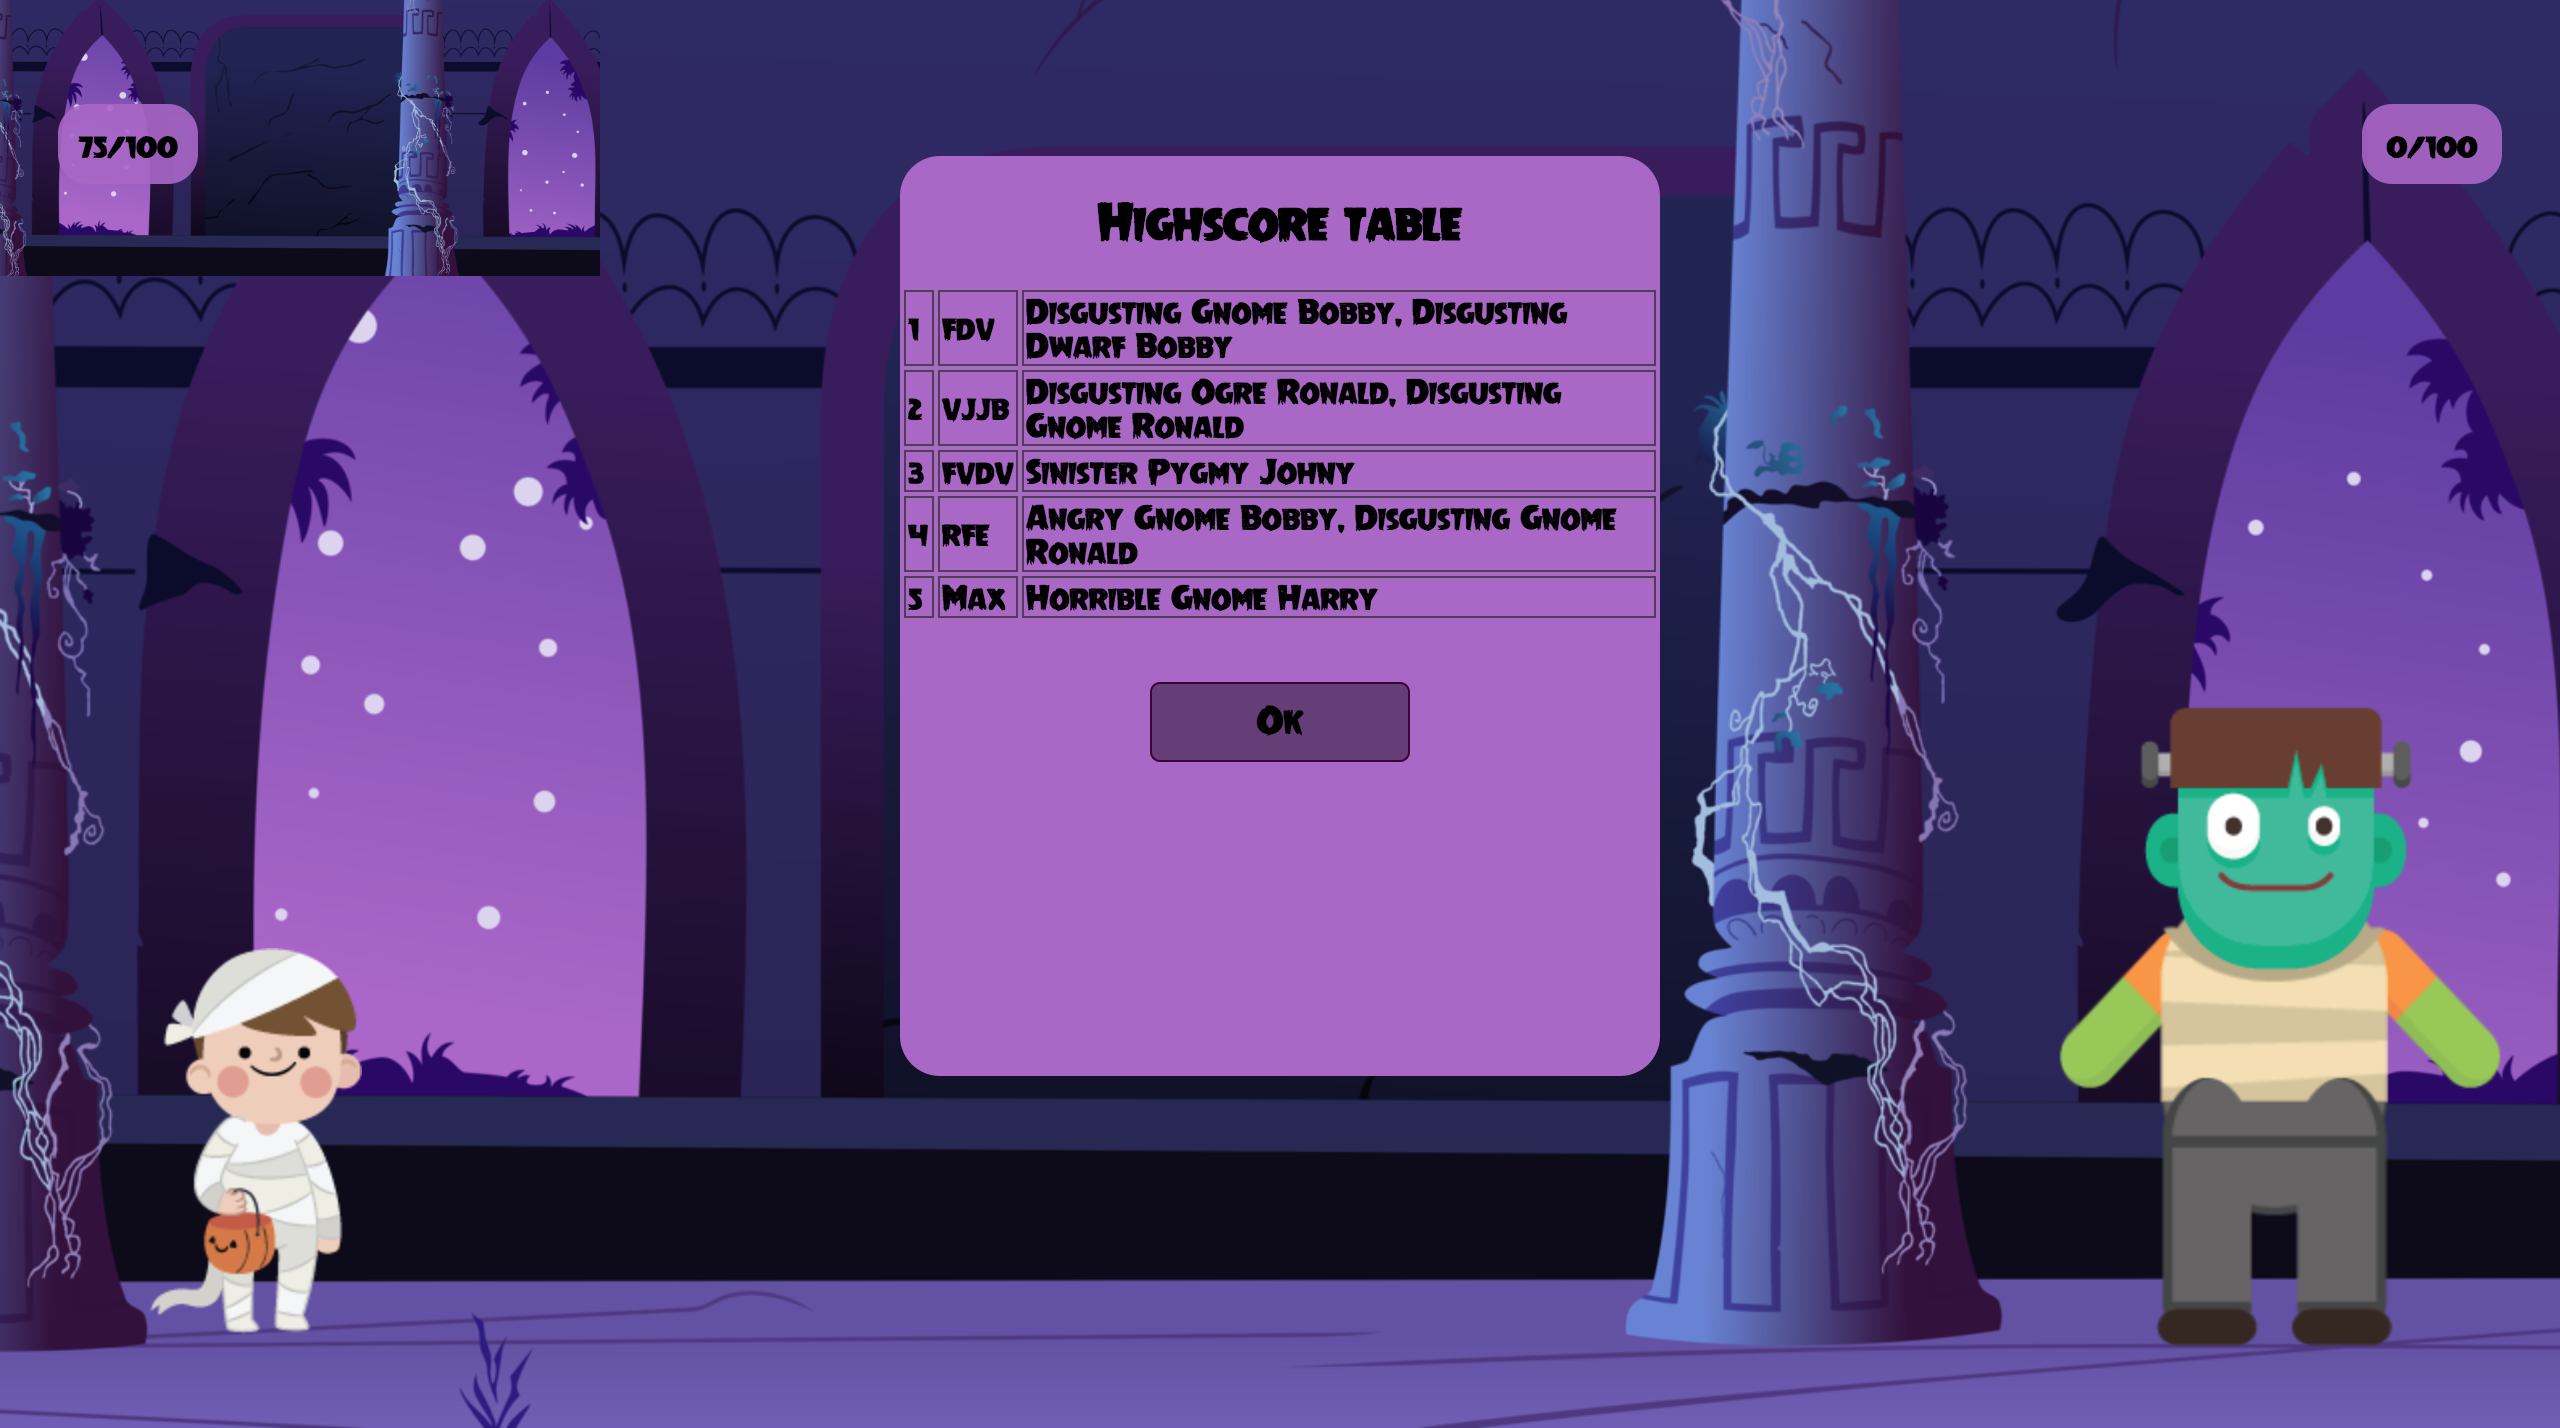 75/100
0/100
Highscore table
1 FDV Disgusting Gnome Bobby, Disgusting
Dwarf Bobby
2 VJJB Disgusting Ogre Ronald, Disgusting
Gnome Ronald
3 FVDV Sinister Pygmy Johny
4 RFE Angry Gnome Bobby, Disgusting Gnome
Ronald
5 Max Horrible Gnome Harry
Ok